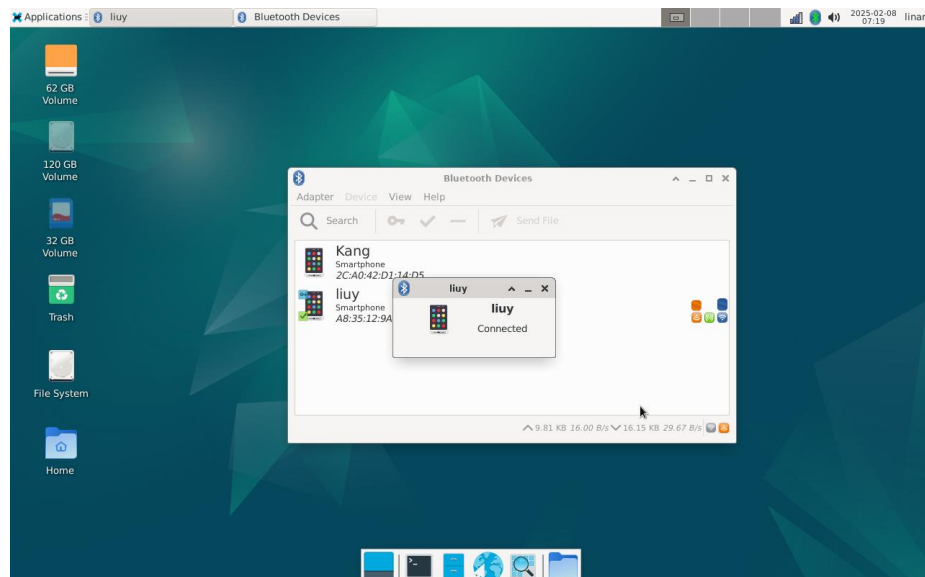 Applications
liuy
Bluetooth Devices
2025-02-08
07:19
linar
62 GB
Volume
120 GB
Volume
32 GB
Volume
Trash
File System
Home
Bluetooth Devices
Adapter Device View Help
Search
Send File
Kang
Smartphone
2C:A0:42:D1:14:D5
liuy
Smartphone
A8:35:12:9A
liuy
liuy
Connected
9.81 KB 16.00 B/s 16.15 KB 29.67 B/s